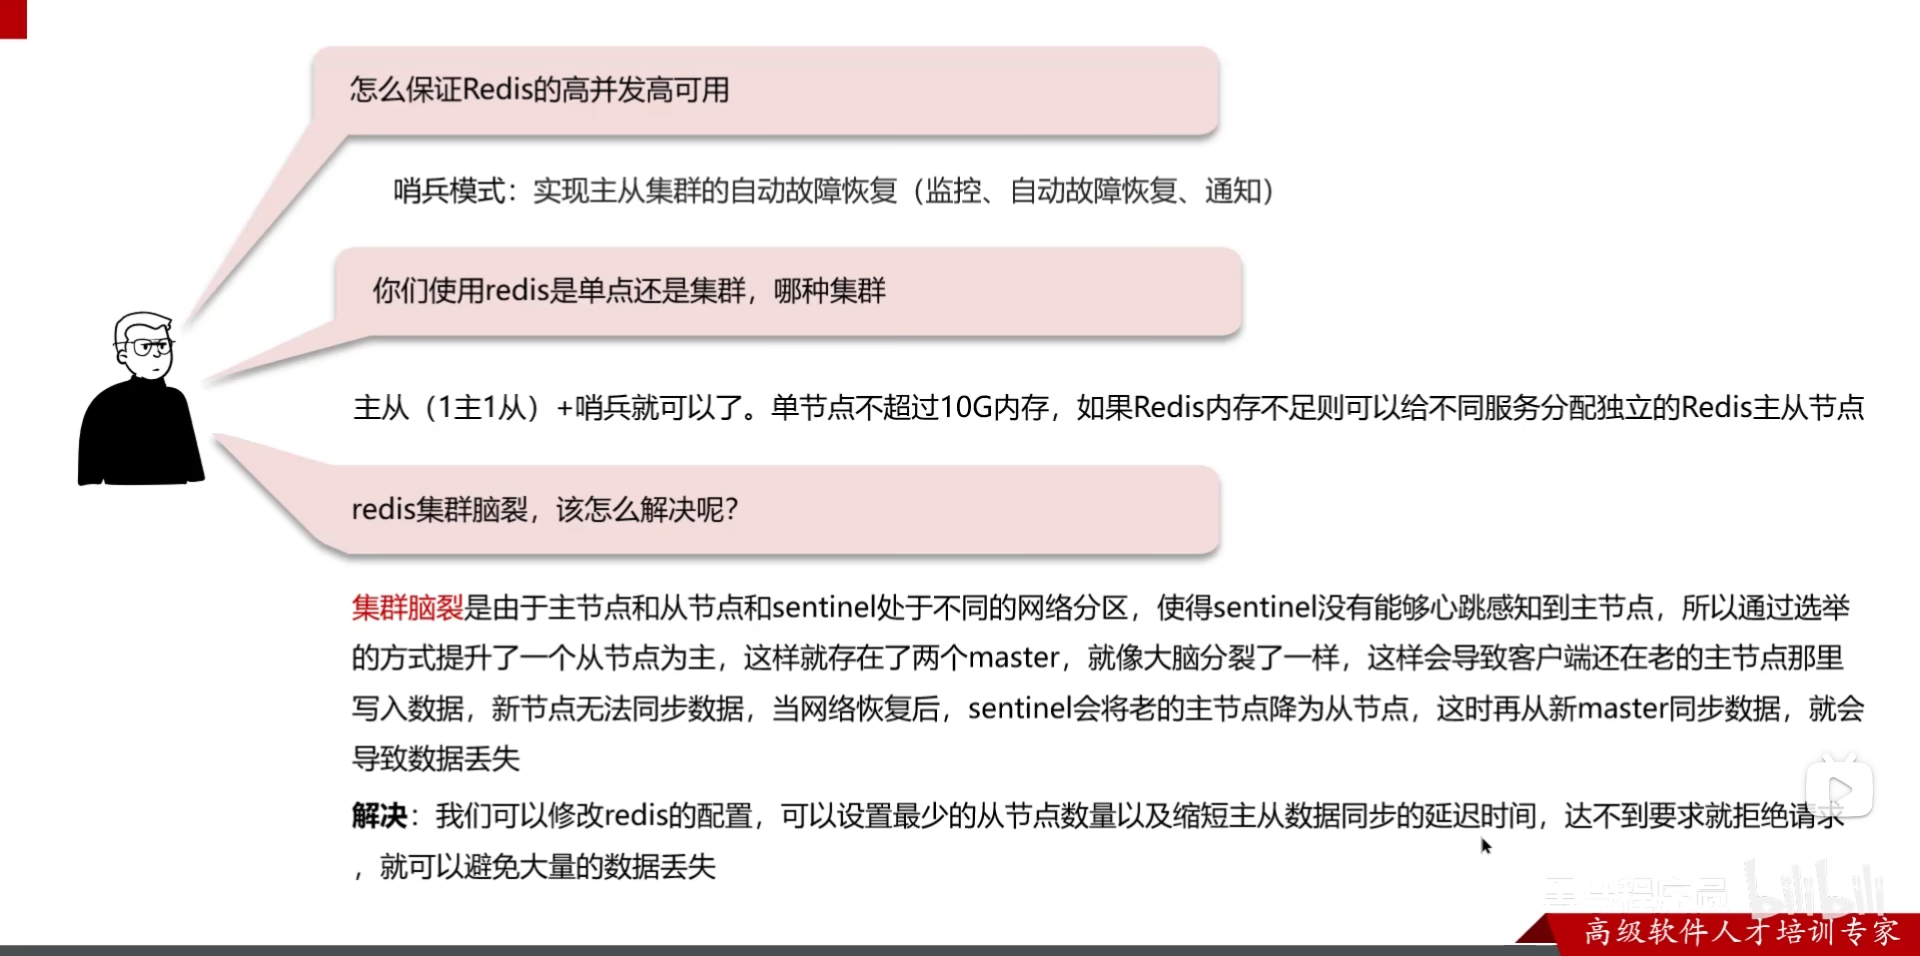 怎么保证Redis的高并发高可用
哨兵模式：实现主从集群的自动故障恢复（监控、自动故障恢复、通知）
你们使用redis是单点还是集群，哪种集群
主从（1主1从）+哨兵就可以了。单节点不超过10G内存，如果Redis内存不足则可以给不同服务分配独立的Redis主从节点
redis集群脑裂，该怎么解决呢？
集群脑裂是由于主节点和从节点和sentinel处于不同的网络分区，使得sentinel没有能够心跳感知到主节点，所以通过选举
的方式提升了一个从节点为主，这样就存在了两个master，就像大脑分裂了一样，这样会导致客户端还在老的主节点那里
写入数据，新节点无法同步数据，当网络恢复后，sentinel会将老的主节点降为从节点，这时再从新master同步数据，就会
导致数据丢失
解决：我们可以修改redis的配置，可以设置最少的从节点数量以及缩短主从数据同步的延迟时间，达不到要求就拒绝请求
，就可以避免大量的数据丢失
黑马程序员 bilibili
高级软件人才培训专家